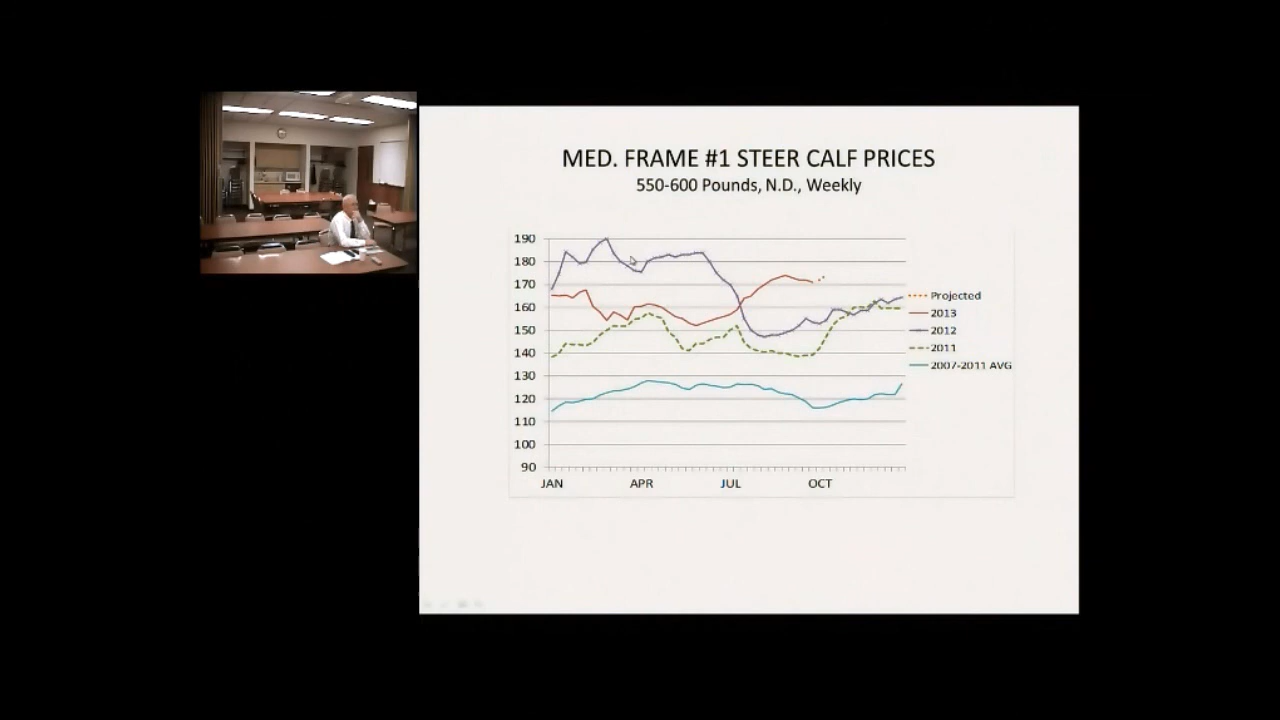 MED. FRAME #1 STEER CALF PRICES
550-600 Pounds, N.D., Weekly
190
180
170
160
150
140
130
120
110
100
90
JAN APR JUL OCT
Projected
2013
2012
2011
2007-2011 AVG